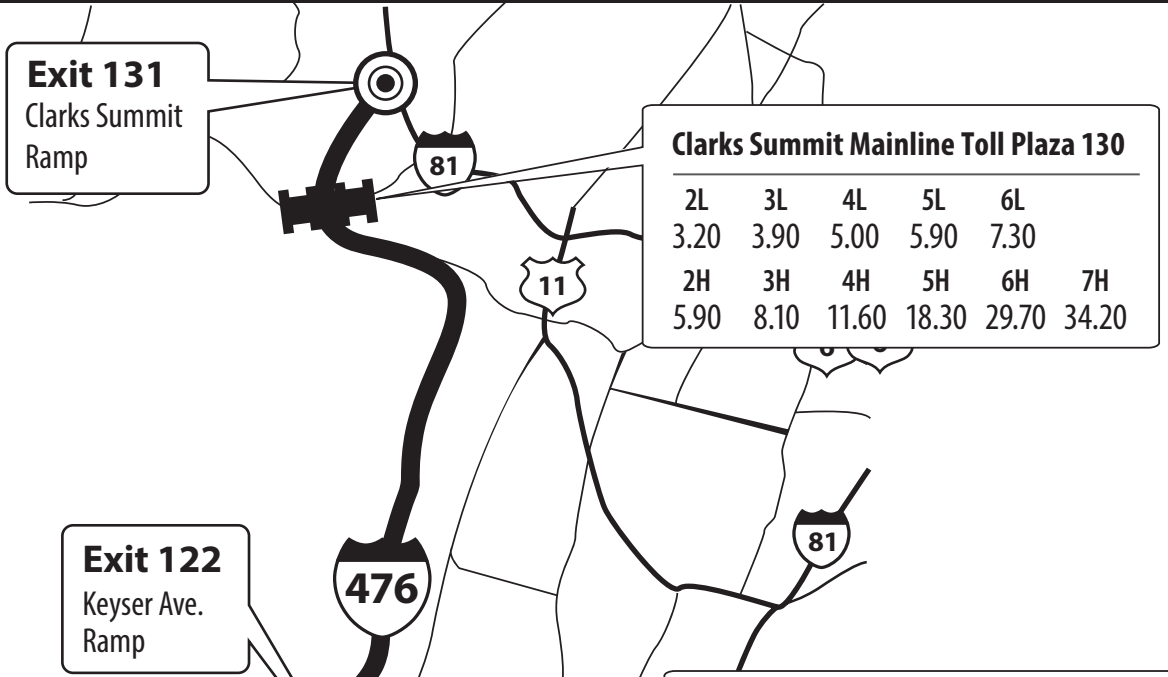 Exit 131
Clarks Summit
Ramp
81
Clarks Summit Mainline Toll Plaza 130
2L 3L 4L 5L 6L
3.20 3.90 5.00 5.90 7.30
2H 3H 4H 5H 6H 7H
5.90 8.10 11.60 18.30 29.70 34.20
11
81
Exit 122
Keyser Ave.
Ramp
476